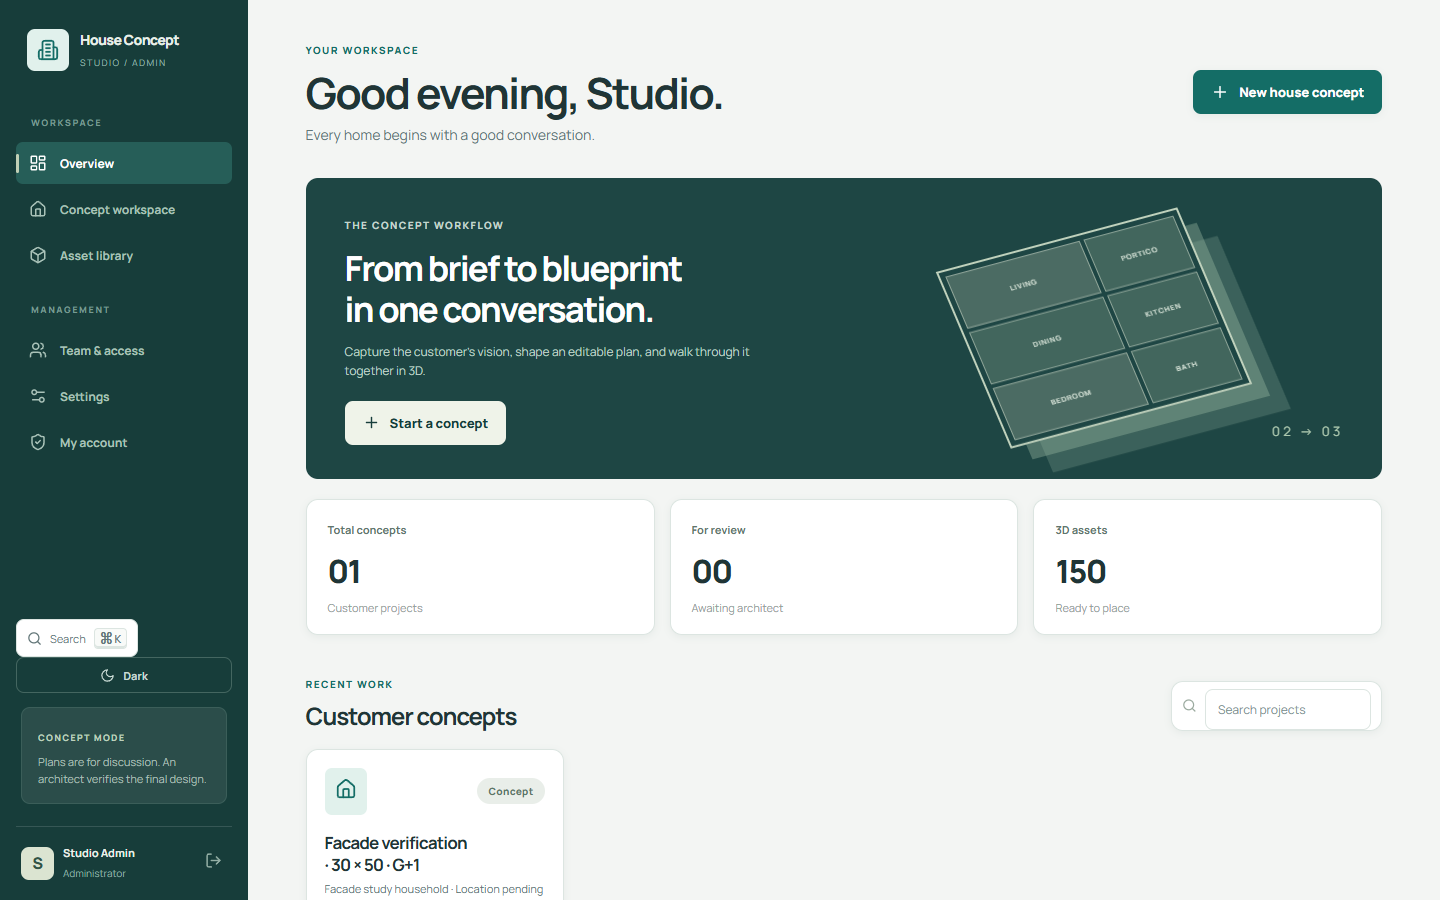 House Concept
STUDIO / ADMIN
WORKSPACE
Overview
Concept workspace
Asset library
MANAGEMENT
Team & access
Settings
My account
Search ⌘K
Dark
CONCEPT MODE
Plans are for discussion. An
architect verifies the final design.
S
Studio Admin
Administrator
YOUR WORKSPACE
Good evening, Studio.
Every home begins with a good conversation.
New house concept
THE CONCEPT WORKFLOW
From brief to blueprint
in one conversation.
Capture the customer's vision, shape an editable plan, and walk through it
together in 3D.
Start a concept
LIVING
PORTICO
DINING
KITCHEN
BEDROOM
BATH
02 → 03
Total concepts
01
Customer projects
For review
00
Awaiting architect
3D assets
150
Ready to place
RECENT WORK
Customer concepts
Search projects
Concept
Facade verification
· 30 × 50 · G+1
Facade study household · Location pending